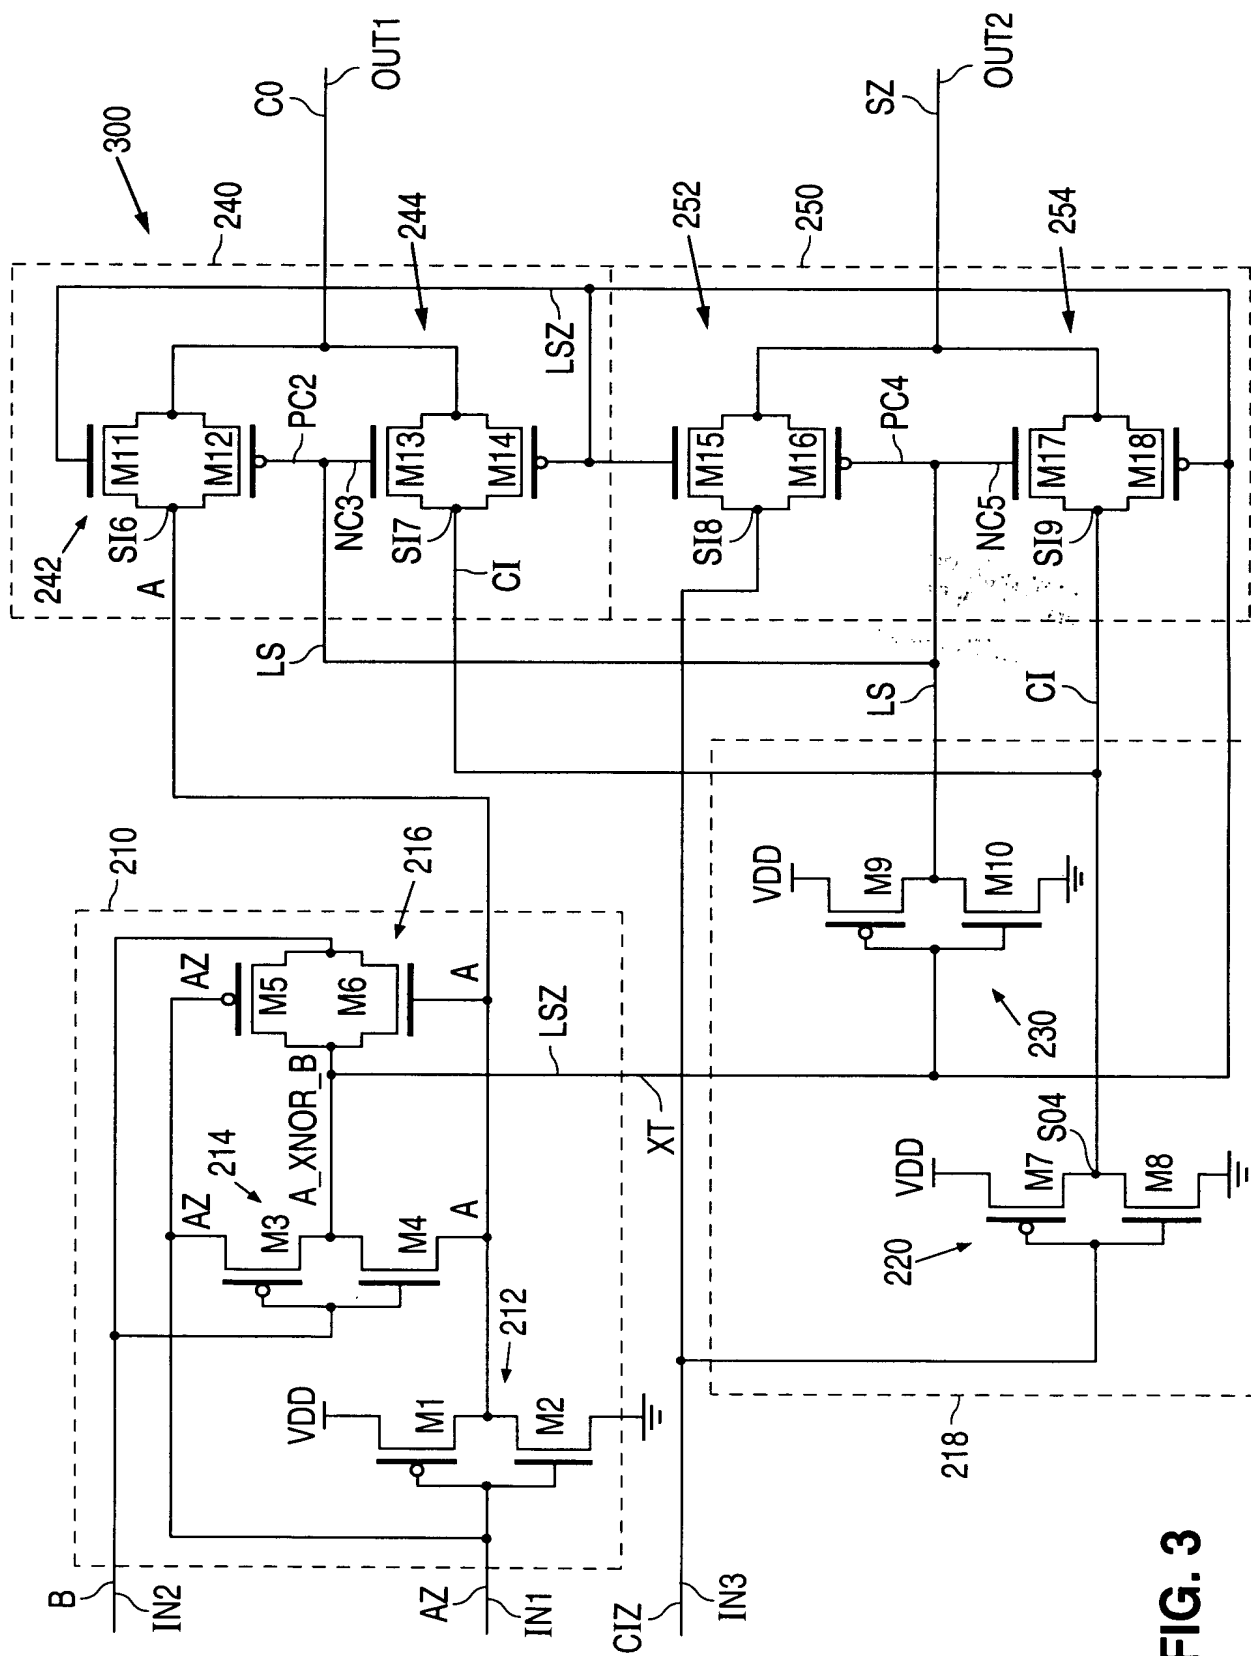 300
240
242
244
252
250
254
C0
OUT1
SZ
OUT2
M11
M12
SI6
A
PC2
NC3
M13
M14
SI7
CI
LSZ
LS
M15
M16
SI8
PC4
NC5
M17
M18
SI9
LS
CI
210
216
AZ
M5
M6
A
A_XNOR_B
LSZ
XT
214
AZ
M3
M4
A
212
VDD
M1
M2
B
IN2
AZ
IN1
CIZ
IN3
VDD
M9
M10
230
VDD
M7
M8
S04
220
218
FIG. 3